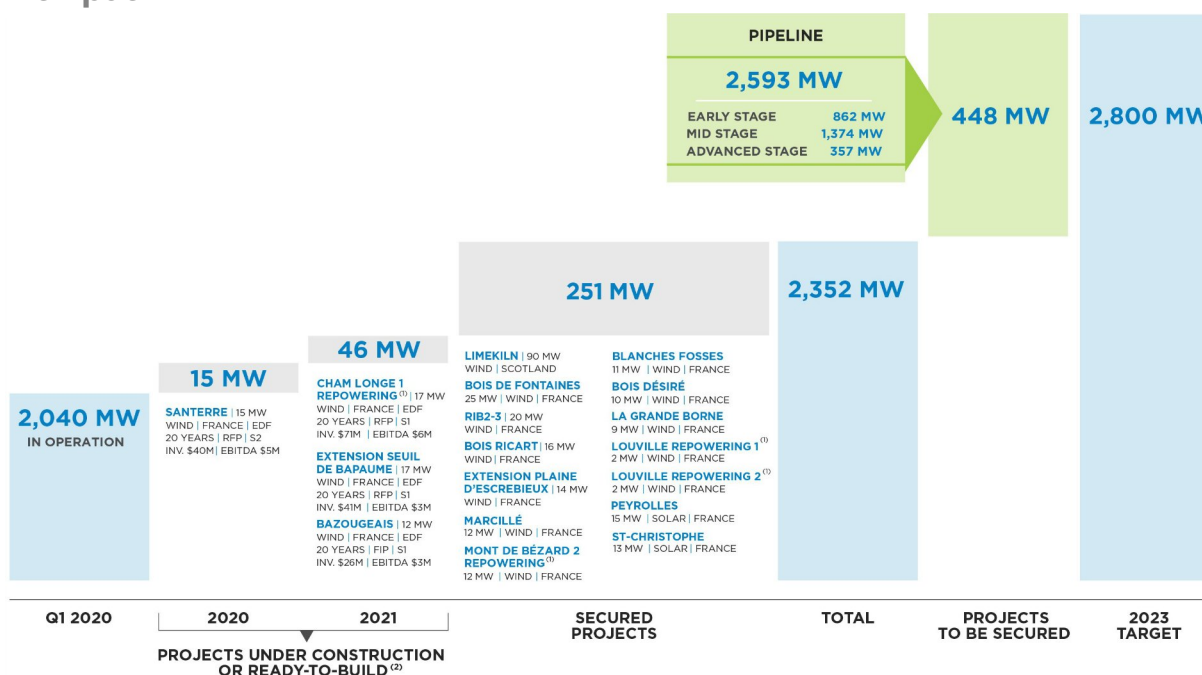 PIPELINE
2,593 MW
EARLY STAGE 862 MW
MID STAGE 1,374 MW
ADVANCED STAGE 357 MW
448 MW
2,800 MW
251 MW
2,352 MW
46 MW
15 MW
2,040 MW
IN OPERATION
SANTERRE | 15 MW
WIND | FRANCE | EDF
20 YEARS | RFP | S2
INV. $40M | EBITDA $5M
CHAM LONGE 1
REPOWERING (1) | 17 MW
WIND | FRANCE | EDF
20 YEARS | RFP | S1
INV. $71M | EBITDA $6M
EXTENSION SEUIL
DE BAPAUME | 17 MW
WIND | FRANCE | EDF
20 YEARS | RFP | S1
INV. $41M | EBITDA $3M
BAZOUGEAIS | 12 MW
WIND | FRANCE | EDF
20 YEARS | FIP | S1
INV. $26M | EBITDA $3M
LIMEKILN | 90 MW
WIND | SCOTLAND
BOIS DE FONTAINES
25 MW | WIND | FRANCE
RIB2-3 | 20 MW
WIND | FRANCE
BOIS RICART | 16 MW
WIND | FRANCE
EXTENSION PLAINE
D'ESCREBIEUX | 14 MW
WIND | FRANCE
MARCILLÉ
12 MW | WIND | FRANCE
MONT DE BÉZARD 2
REPOWERING (1)
12 MW | WIND | FRANCE
BLANCHES FOSSES
11 MW | WIND | FRANCE
BOIS DÉSIRÉ
10 MW | WIND | FRANCE
LA GRANDE BORNE
9 MW | WIND | FRANCE
LOUVILLE REPOWERING 1 (1)
2 MW | WIND | FRANCE
LOUVILLE REPOWERING 2 (1)
2 MW | WIND | FRANCE
PEYROLLES
15 MW | SOLAR | FRANCE
ST-CHRISTOPHE
13 MW | SOLAR | FRANCE
Q1 2020
2020
2021
PROJECTS UNDER CONSTRUCTION
OR READY-TO-BUILD (2)
SECURED
PROJECTS
TOTAL
PROJECTS
TO BE SECURED
2023
TARGET